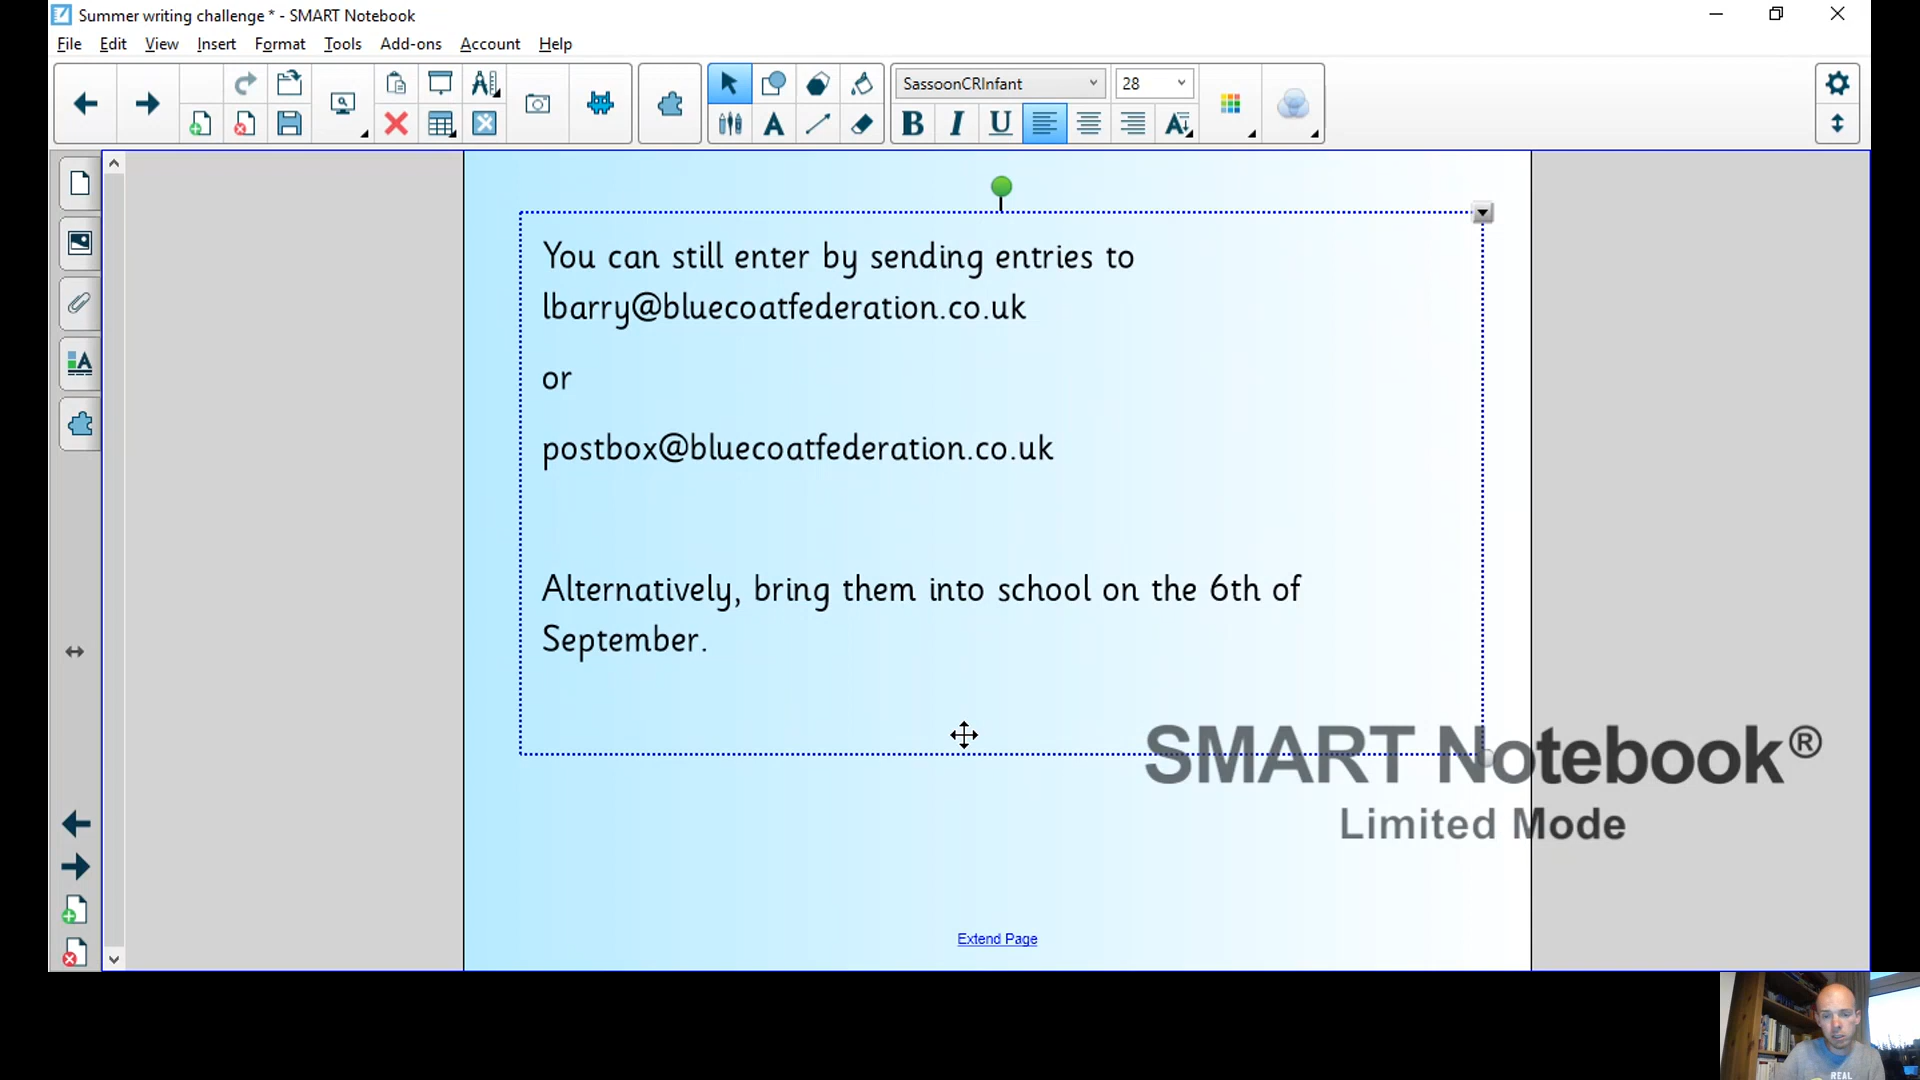 Summer writing challenge * - SMART Notebook
File Edit View Insert Format Tools Add-ons Account Help
SassoonCRInfant 28
B I U
You can still enter by sending entries to
lbarry@bluecoatfederation.co.uk
or
postbox@bluecoatfederation.co.uk
Alternatively, bring them into school on the 6th of
September.
SMART Notebook®
Limited Mode
Extend Page
REAL